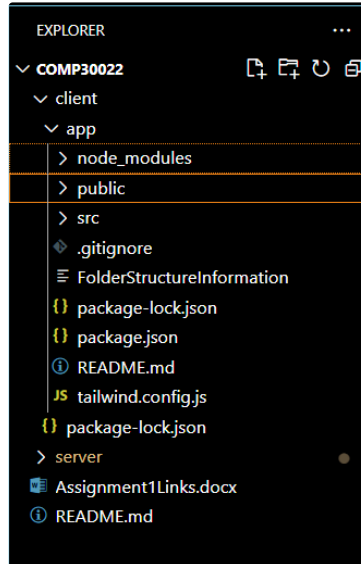 EXPLORER
COMP30022
client
app
node_modules
public
src
.gitignore
FolderStructureInformation
{} package-lock.json
{} package.json
README.md
JS tailwind.config.js
{} package-lock.json
server
Assignment1Links.docx
README.md